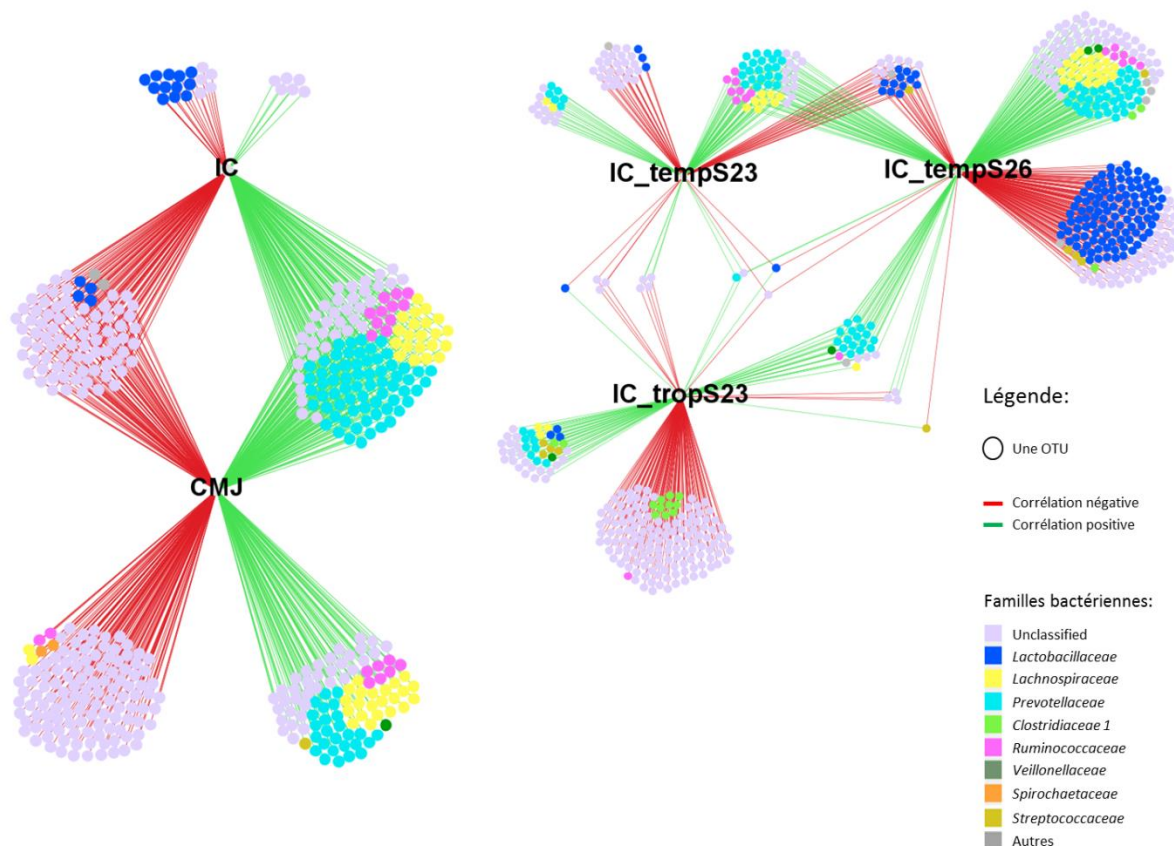 IC
CMJ
IC_tempS23
IC_tempS26
IC_tropS23
Légende:
Une OTU
Corrélation négative
Corrélation positive
Familles bactériennes:
Unclassified
Lactobacillaceae
Lachnospiraceae
Prevotellaceae
Clostridiaceae 1
Ruminococcaceae
Veillonellaceae
Spirochaetaceae
Streptococcaceae
Autres